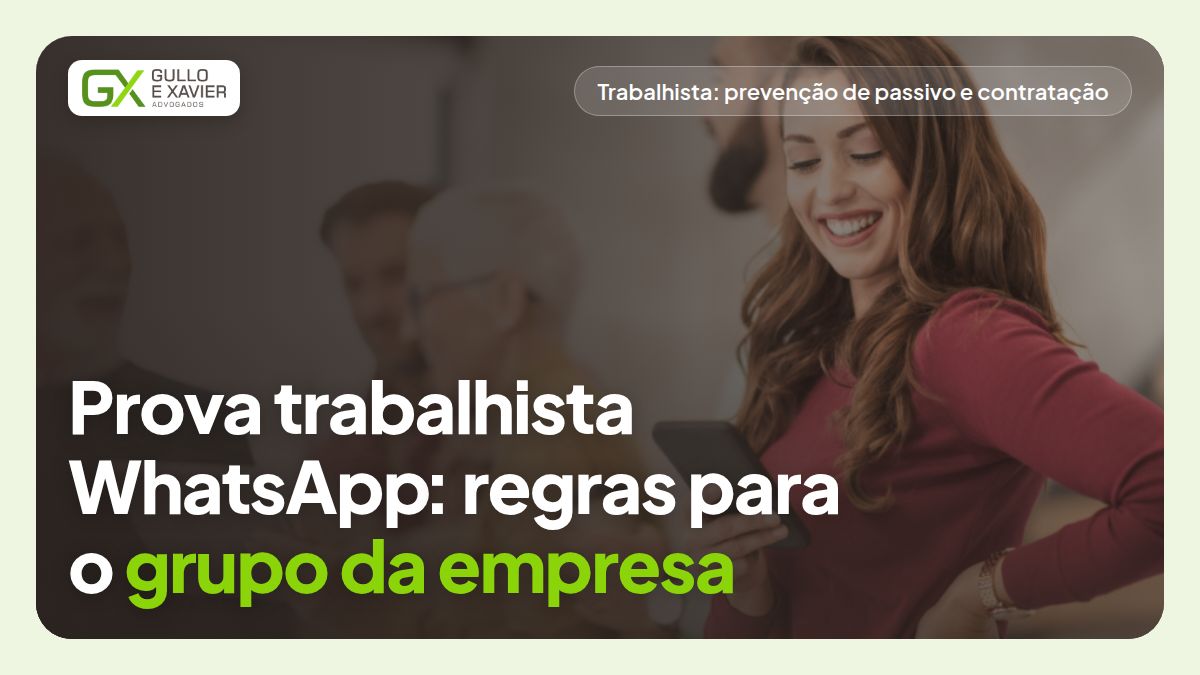 GX GULLO
E XAVIER
ADVOGADOS
Trabalhista: prevenção de passivo e contratação
Prova trabalhista
WhatsApp: regras para
o grupo da empresa